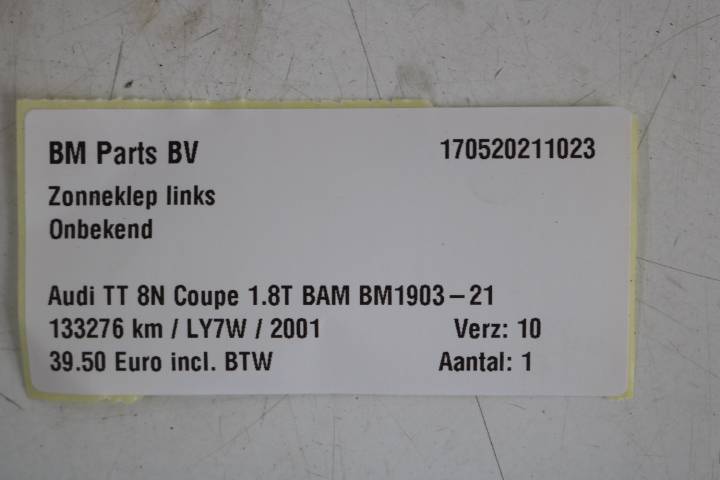 BM Parts BV 170520211023
Zonneklep links
Onbekend
Audi TT 8N Coupe 1.8T BAM BM1903-21
133276 km / LY7W / 2001 Verz: 10
39.50 Euro incl. BTW Aantal: 1